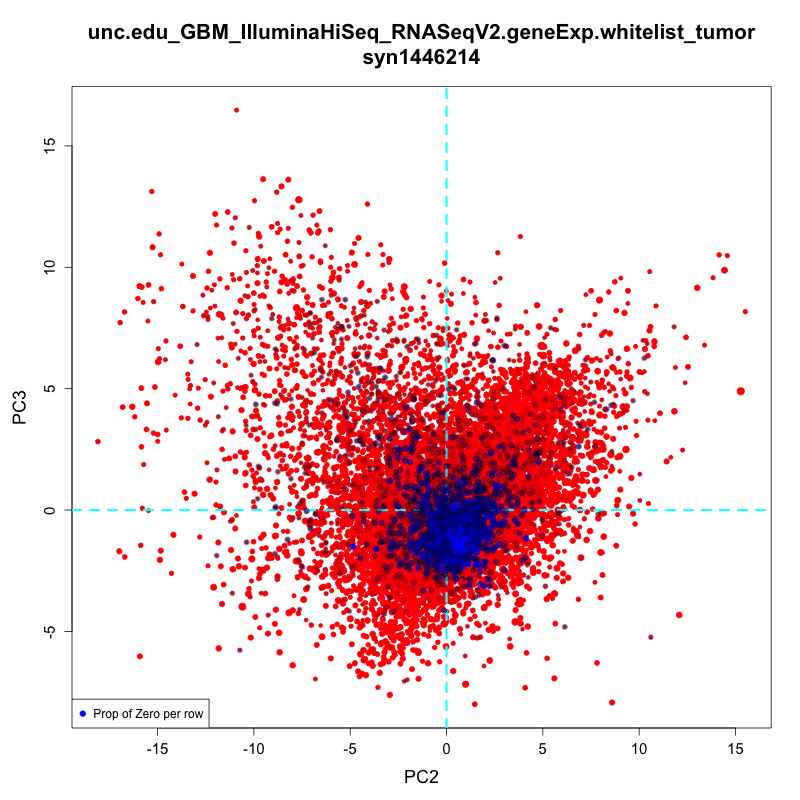 unc.edu_GBM_IlluminaHiSeq_RNASeqV2.geneExp.whitelist_tumor
syn1446214
PC3
15
10
5
0
-5
Prop of Zero per row
-15
-10
-5
0
5
10
15
PC2